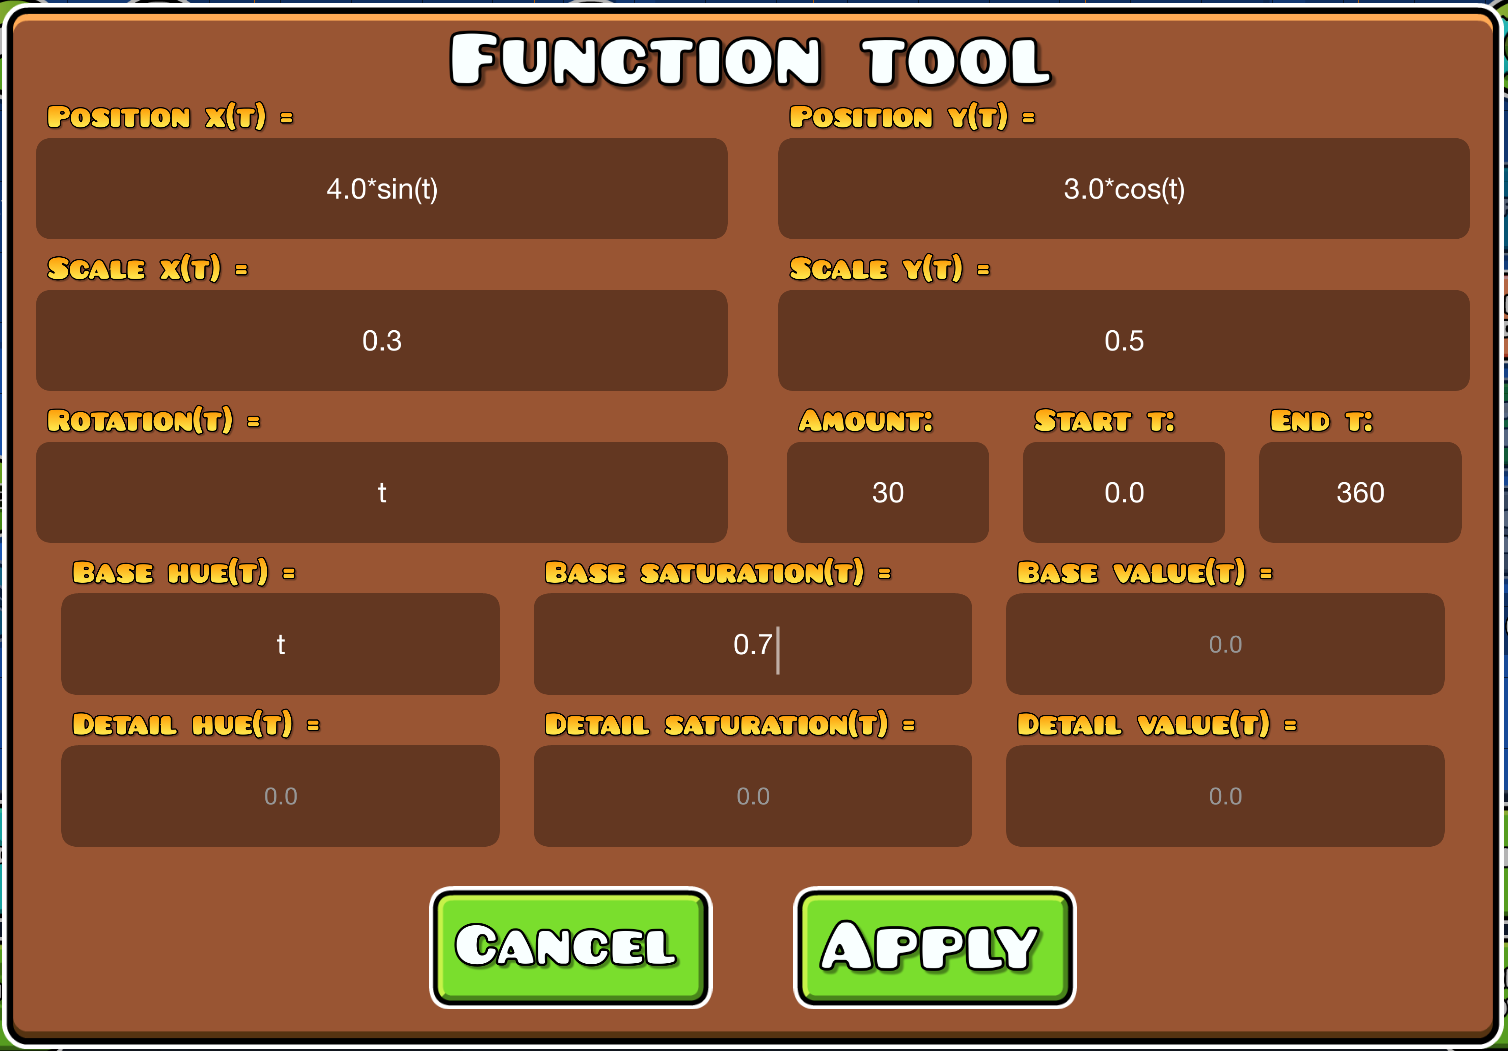 Function tool
Position x(t) =
Position y(t) =
4.0*sin(t)
3.0*cos(t)
Scale x(t) =
Scale y(t) =
0.3
0.5
Rotation(t) =
Amount:
Start t:
End t:
t
30
0.0
360
Base hue(t) =
Base saturation(t) =
Base value(t) =
t
0.7
0.0
Detail hue(t) =
Detail saturation(t) =
Detail value(t) =
0.0
0.0
0.0
Cancel
Apply